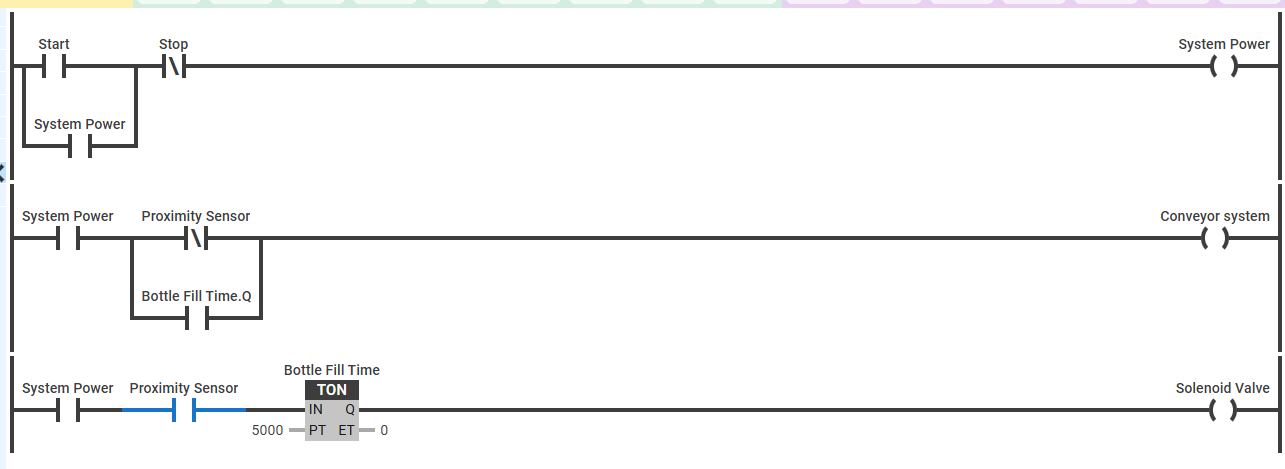 Start Stop System Power
System Power
System Power Proximity Sensor Conveyor system
Bottle Fill Time.Q
Bottle Fill Time
System Power Proximity Sensor TON Solenoid Valve
IN Q
5000 PT ET 0